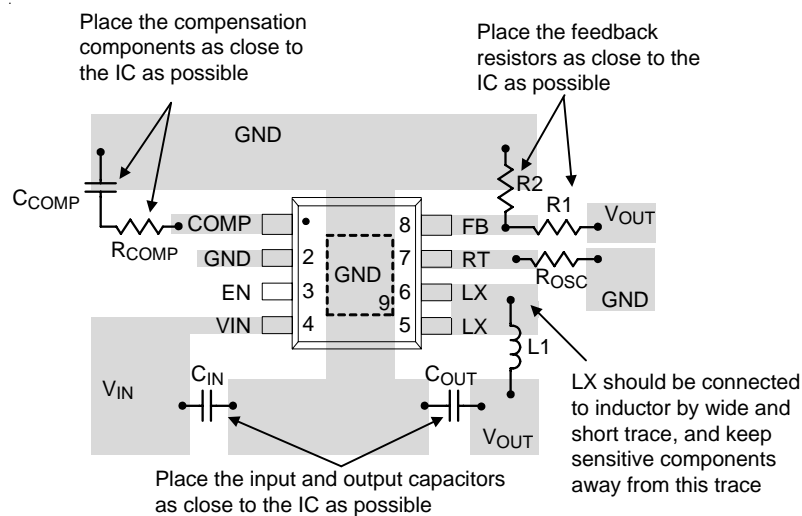 Place the compensation
components as close to
the IC as possible
Place the feedback
resistors as close to the
IC as possible
GND
CCOMP
RCOMP
R2
R1
VOUT
COMP
GND
EN
VIN
2
3
4
GND
9
8
7
6
5
FB
RT
LX
LX
ROSC
GND
L1
VIN
CIN
COUT
VOUT
LX should be connected
to inductor by wide and
short trace, and keep
sensitive components
away from this trace
Place the input and output capacitors
as close to the IC as possible